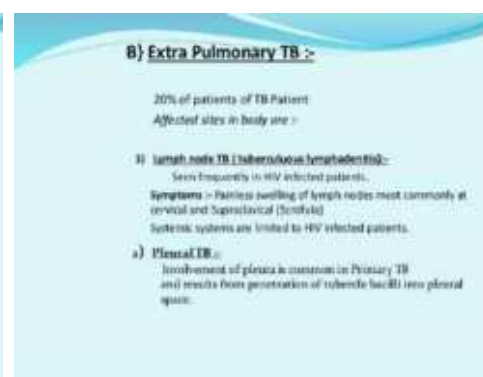 B) Extra Pulmonary TB :-
20% of patients of TB Patient
Affected sites in body are :-
Lymph node TB ( tuberculuous lymphadenitis):-
Seen frequently in HIV infected patients.
Symptoms :- Painless swelling of lymph nodes most commonly at
cervical and Supraclavical (Scrofula)
Systemic systems are limited to HIV infected patients.
Pleural TB :-
Involvement of pleura is common in Primary TB
and results from penetration of tubercle bacilli into pleural
space.